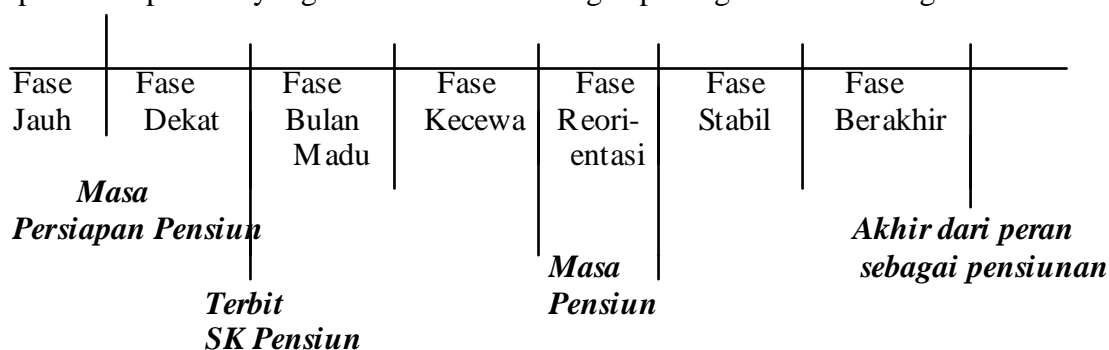 Fase Fase Fase Fase Fase Fase Fase
Jauh Dekat Bulan Kecewa Reori- Stabil Berakhir
Madu entasi
Masa
Persiapan Pensiun
Akhir dari peran
sebagai pensiunan
Masa
Pensiun
Terbit
SK Pensiun